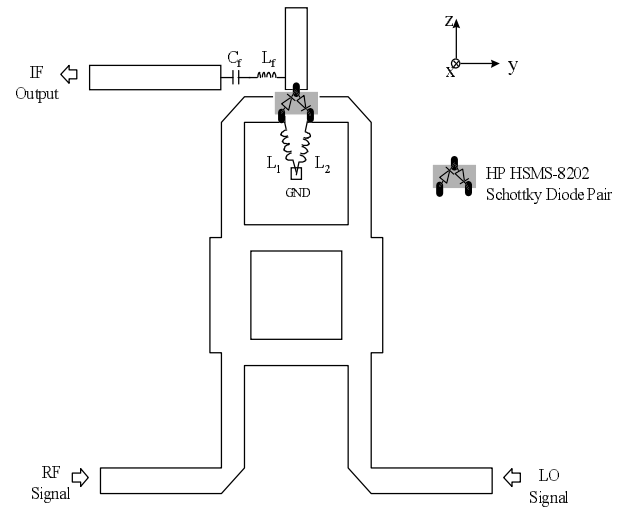 z
IF
Output
C_f
L_f
x
y
L_1
L_2
GND
HP HSMS-8202
Schottky Diode Pair
RF
Signal
LO
Signal